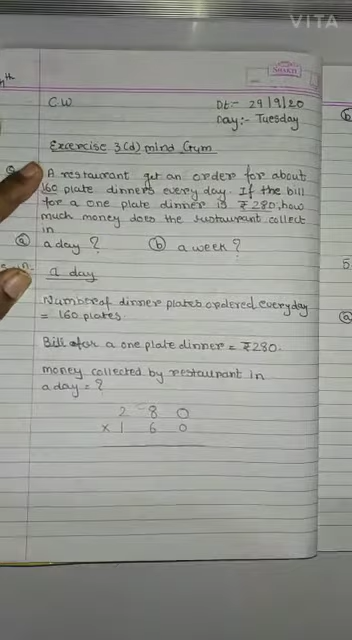 VITA
SHAKTI
C.W
Dt:- 29/9/20
Day:- Tuesday
Excercise 3(d) mind Gym
A restaurant get an order for about
160 plate dinners every day. If the bill
for a one plate dinner is ₹280, how
much money does the restaurant collect
in
(a) a day? (b) a week?
a day
Number of dinner plates ordered everyday
= 160 plates.
Bill for a one plate dinner = ₹280.
money collected by restaurant in
a day = ?
2 8 0
× 1 6 0